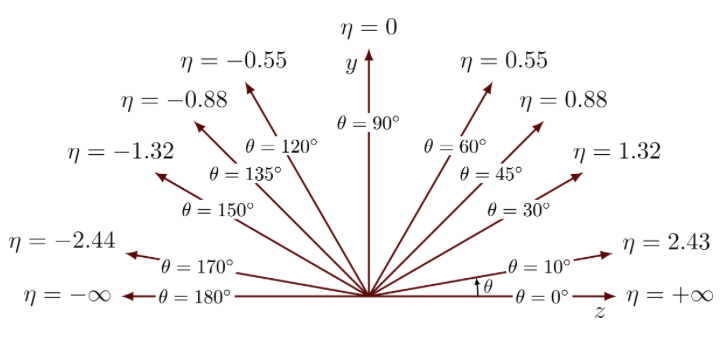 η = 0
η = −0.55
y
η = 0.55
η = −0.88
η = 0.88
θ = 90°
η = −1.32
θ = 120°
θ = 60°
η = 1.32
θ = 135°
θ = 45°
θ = 150°
θ = 30°
η = −2.44
η = 2.43
θ = 170°
θ = 10°
θ
η = −∞
θ = 180°
θ = 0°
η = +∞
z